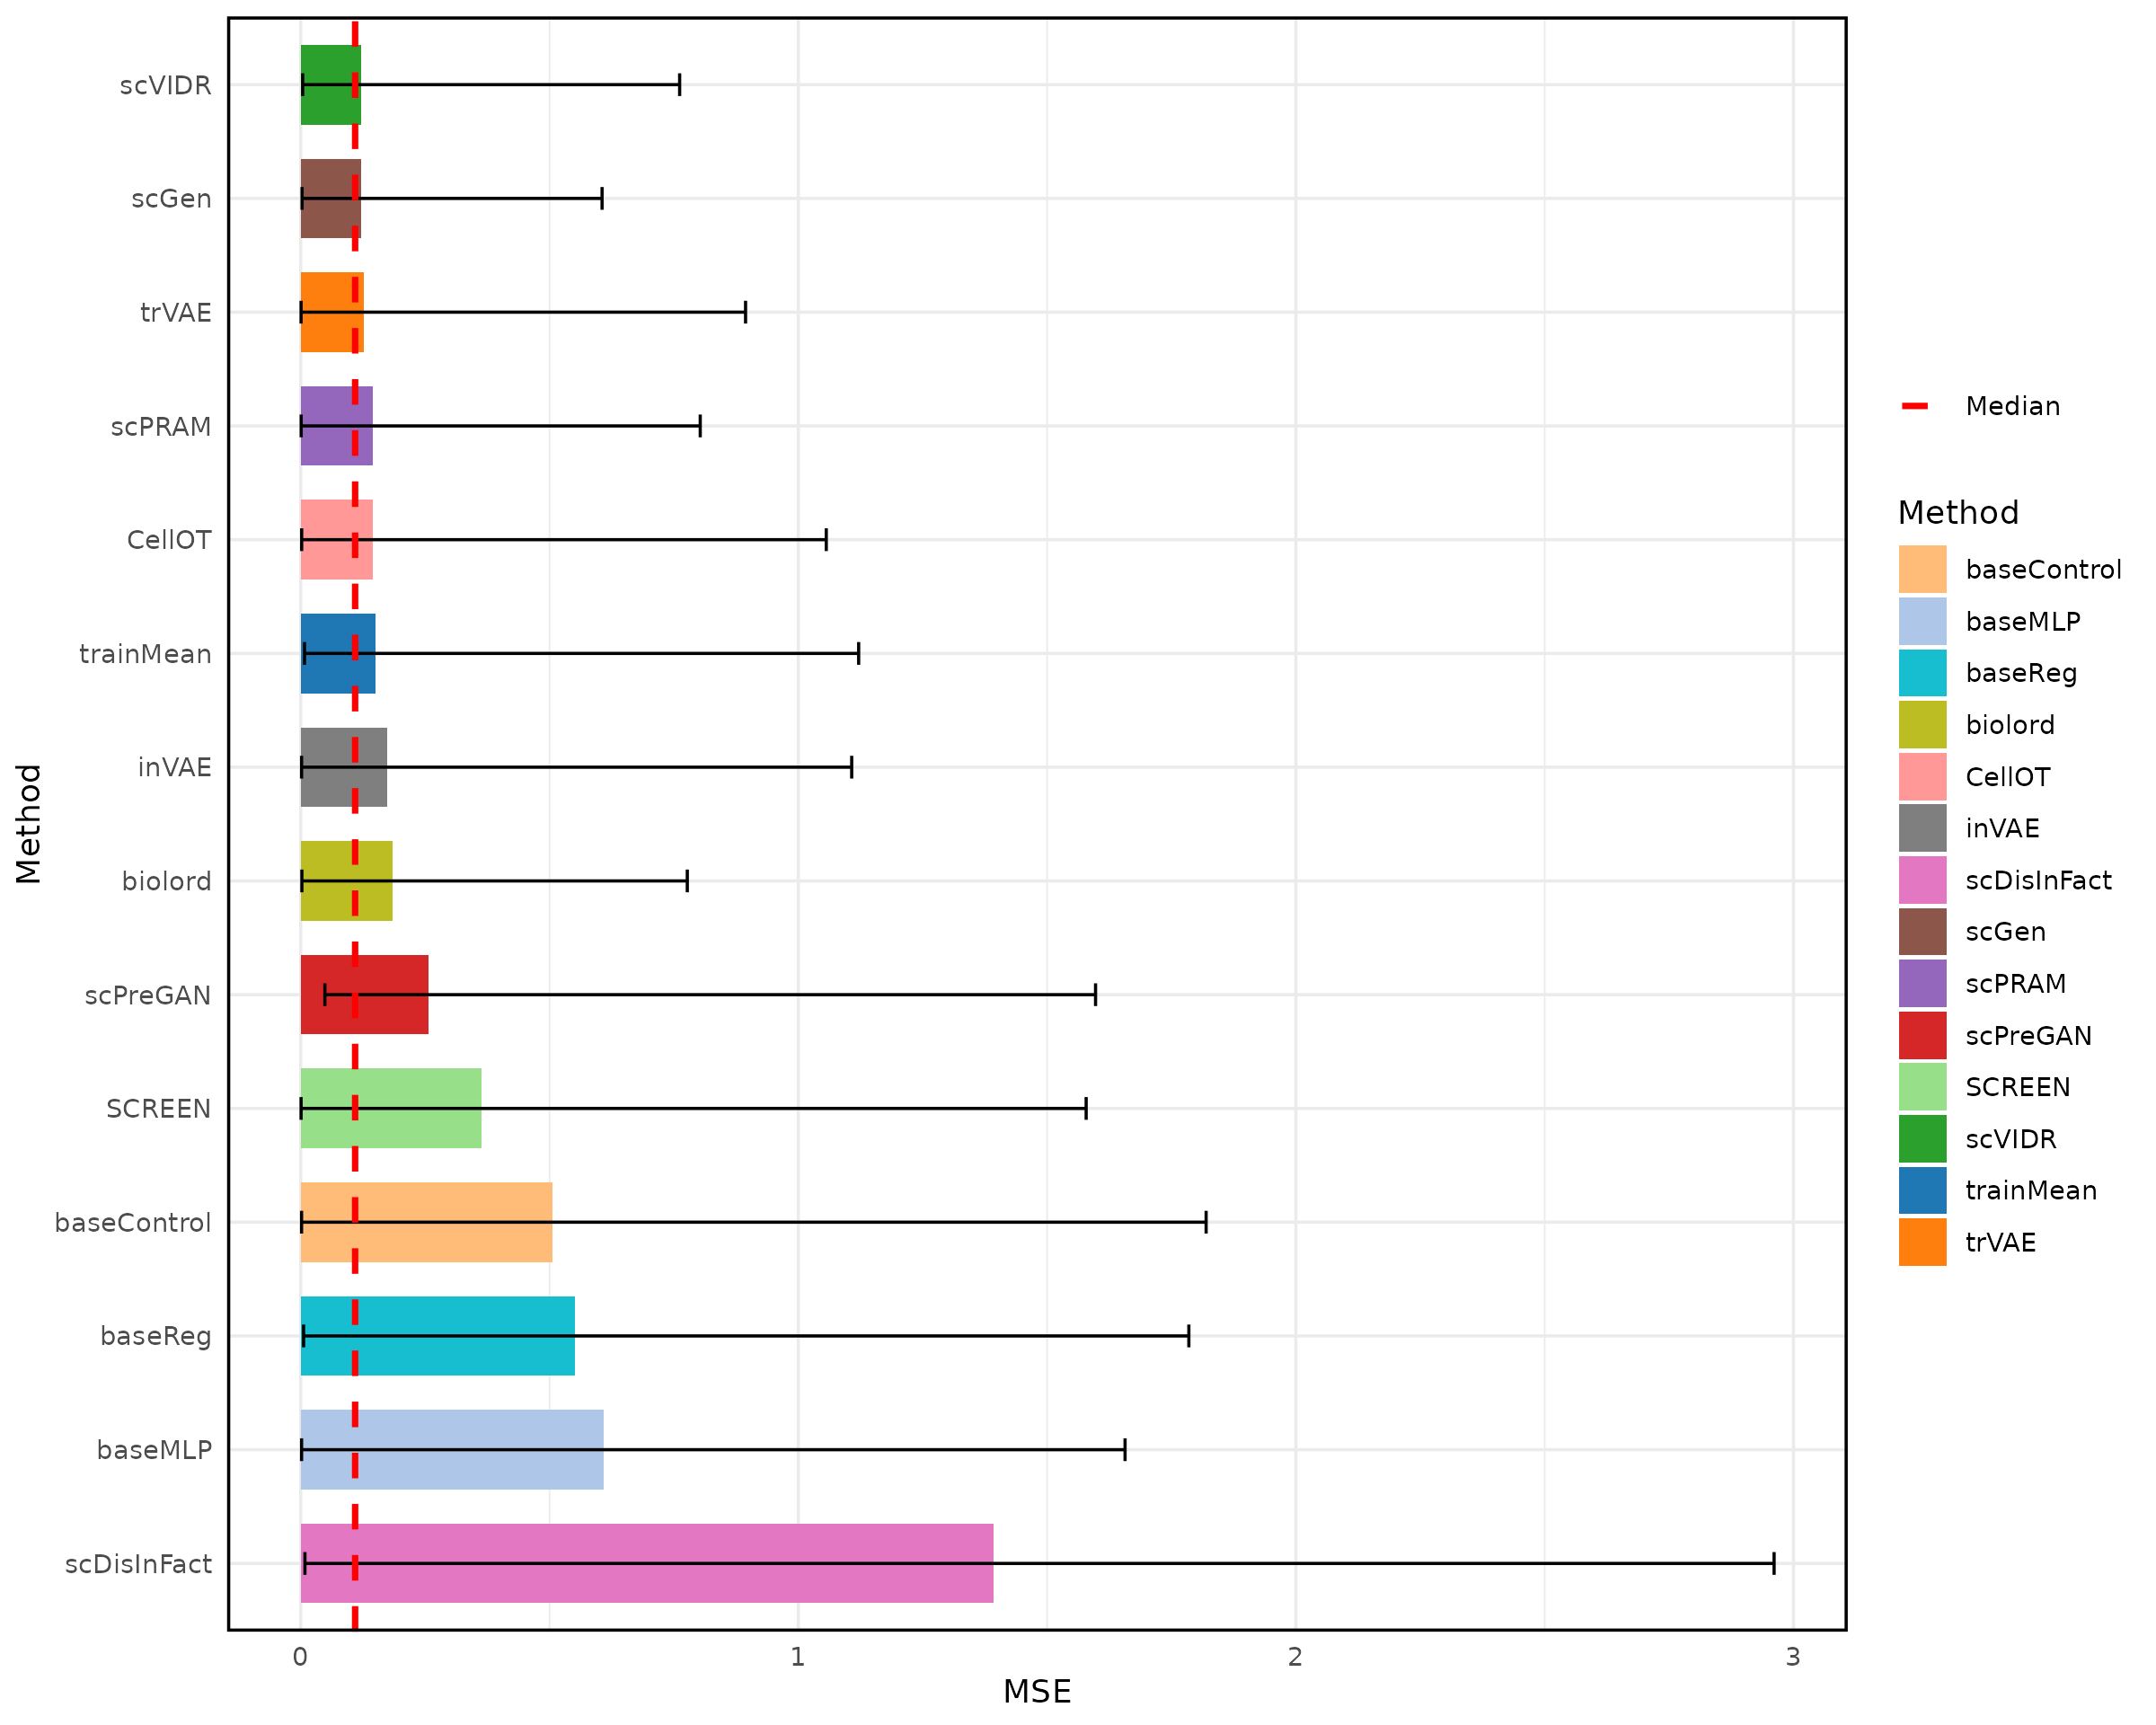 scVIDR
scGen
trVAE
scPRAM
CellOT
trainMean
inVAE
biolord
scPreGAN
SCREEN
baseControl
baseReg
baseMLP
scDisInFact
Method
0 1 2 3
MSE
Median
Method
baseControl
baseMLP
baseReg
biolord
CellOT
inVAE
scDisInFact
scGen
scPRAM
scPreGAN
SCREEN
scVIDR
trainMean
trVAE